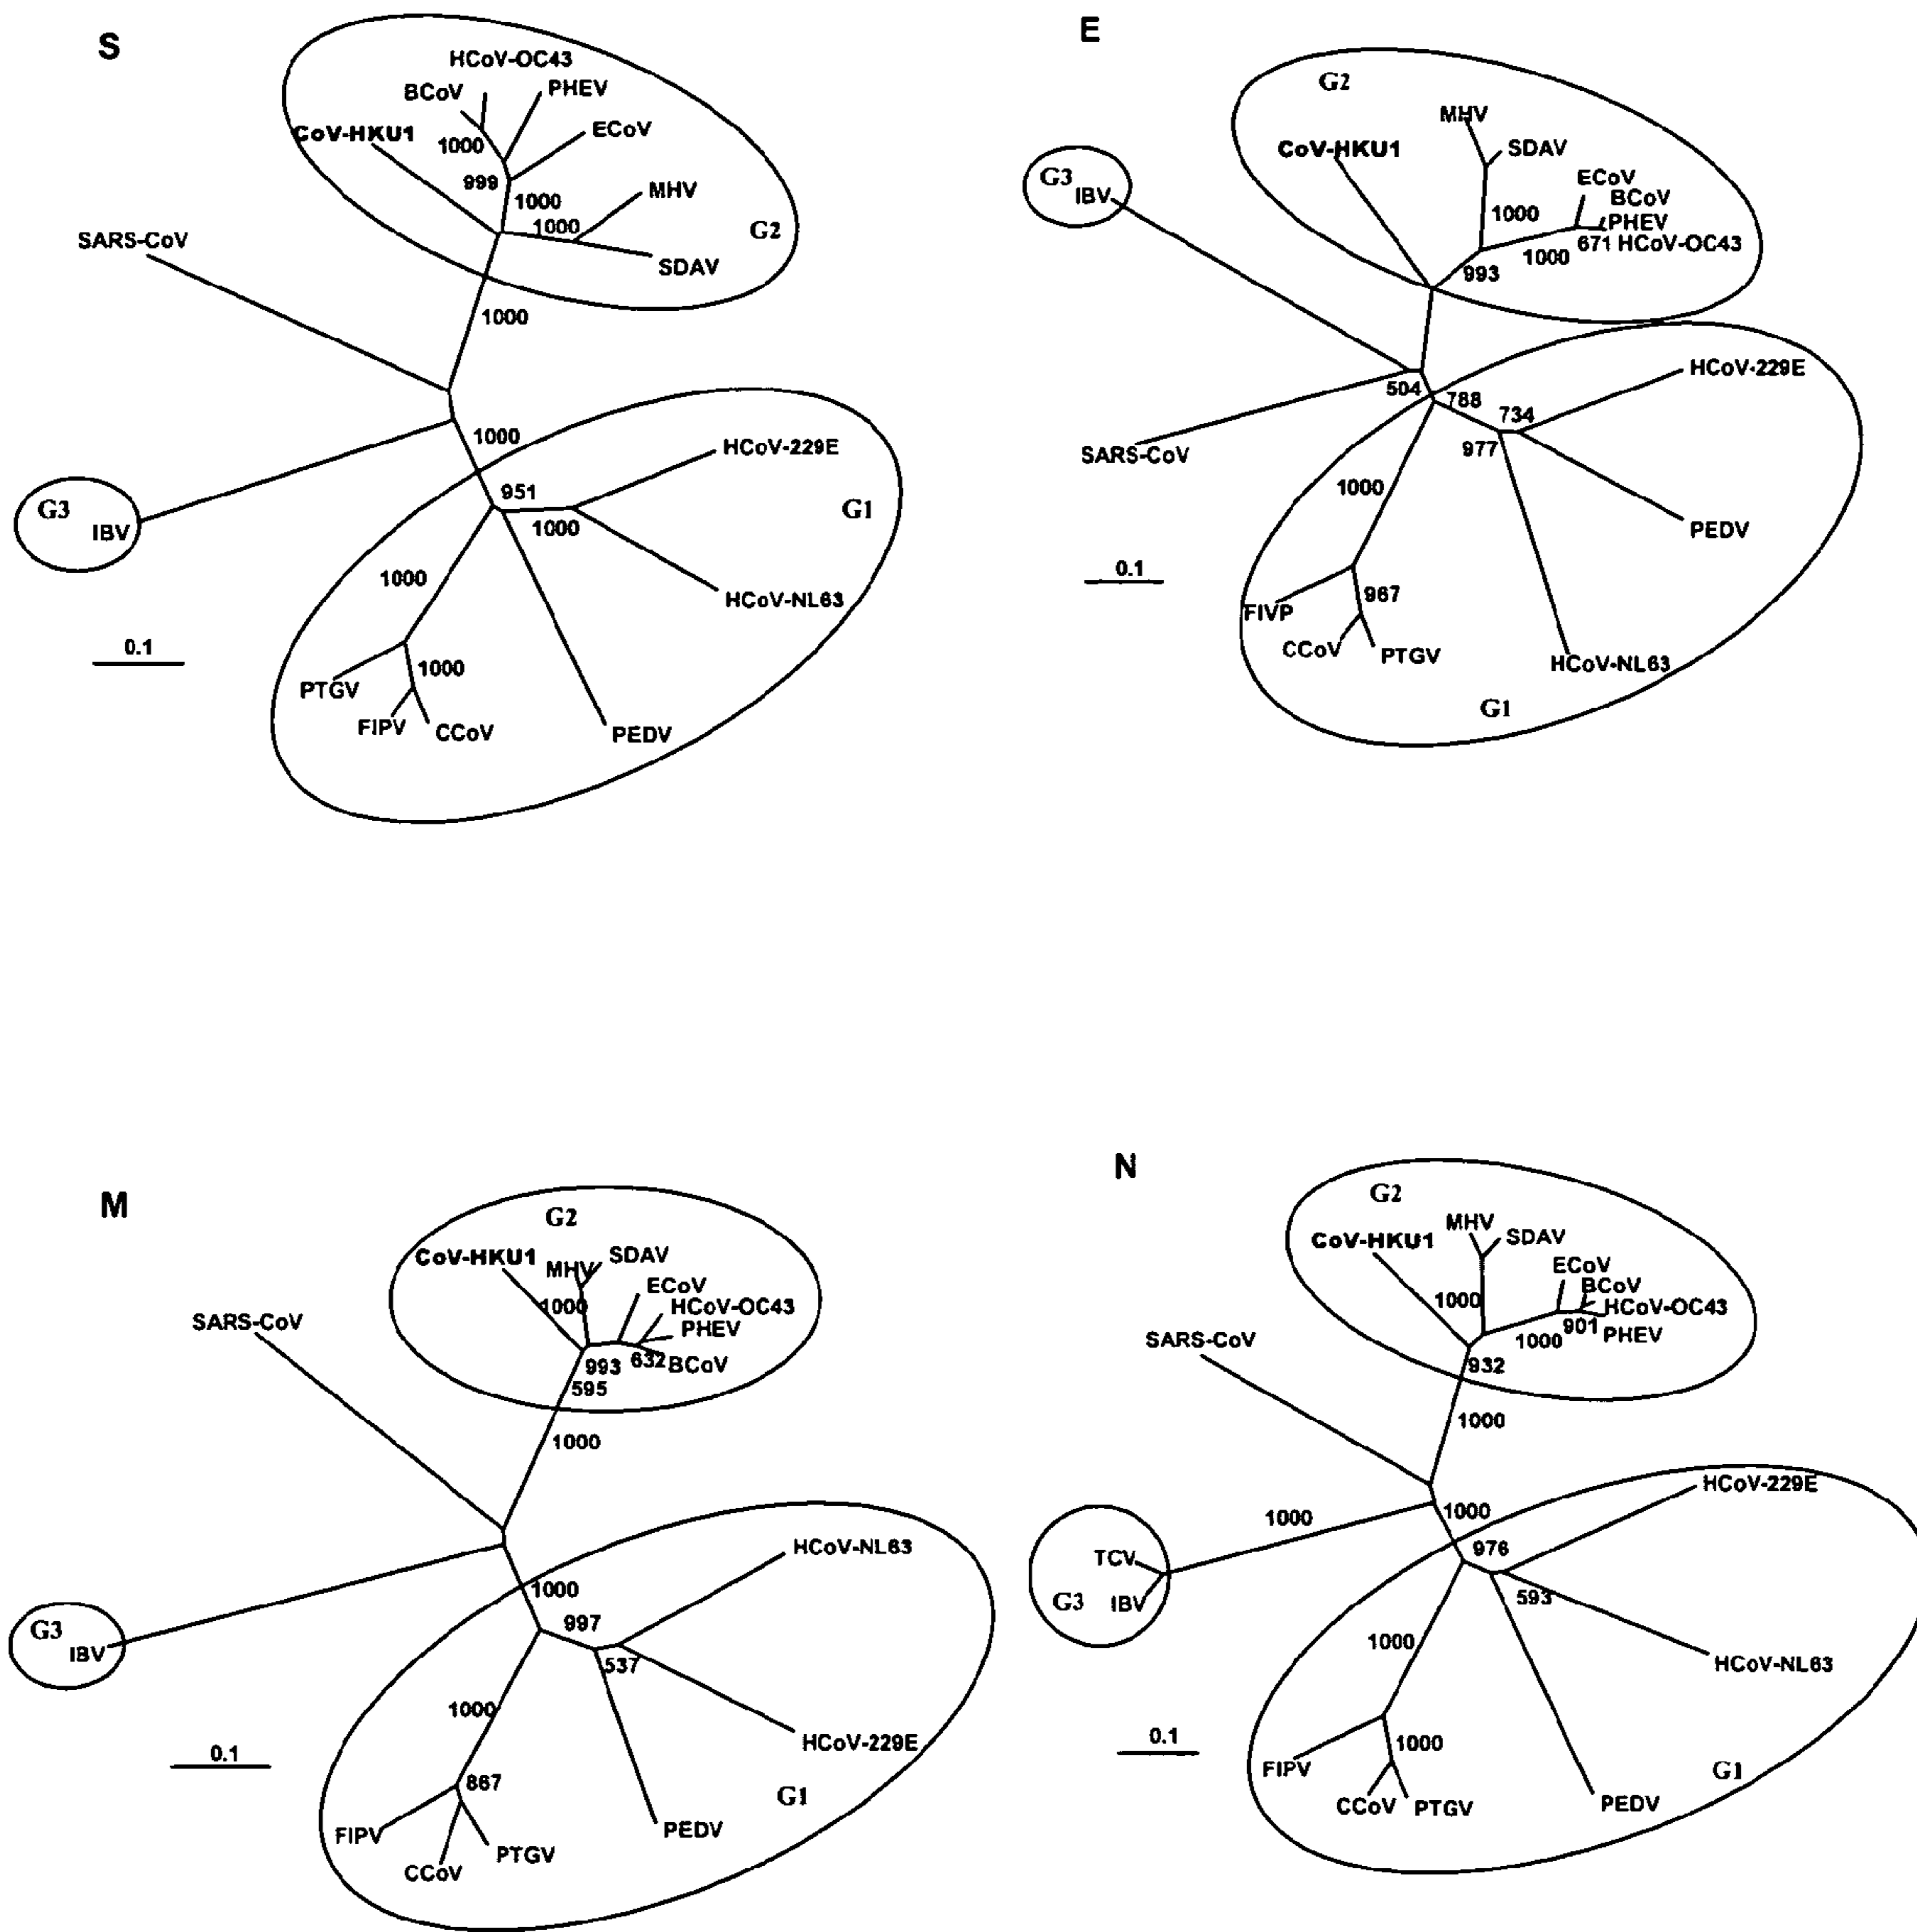 S
HCoV-OC43
BCoV
PHEV
CoV-HKU1
1000
ECoV
999
1000
MHV
1000
G2
SARS-CoV
SDAV
1000
1000
HCoV-229E
951
G1
G3
IBV
1000
1000
HCoV-NL63
0.1
1000
PTGV
FIPV
CCoV
PEDV
E
G2
MHV
CoV-HKU1
SDAV
G3
IBV
ECoV
BCoV
1000
PHEV
671 HCoV-OC43
1000
993
HCoV-229E
504
788
734
977
SARS-CoV
1000
PEDV
0.1
967
FIVP
CCoV
PTGV
HCoV-NL63
G1
M
G2
CoV-HKU1
SDAV
MHV
ECoV
1000
HCoV-OC43
SARS-CoV
PHEV
993
632
BCoV
595
1000
HCoV-NL63
1000
997
G3
IBV
537
1000
HCoV-229E
0.1
867
G1
FIPV
PEDV
PTGV
CCoV
N
G2
MHV
SDAV
CoV-HKU1
ECoV
BCoV
1000
HCoV-OC43
901
PHEV
1000
SARS-CoV
932
1000
HCoV-229E
1000
1000
976
TCV
G3
IBV
593
1000
HCoV-NL63
0.1
1000
FIPV
G1
CCoV
PTGV
PEDV